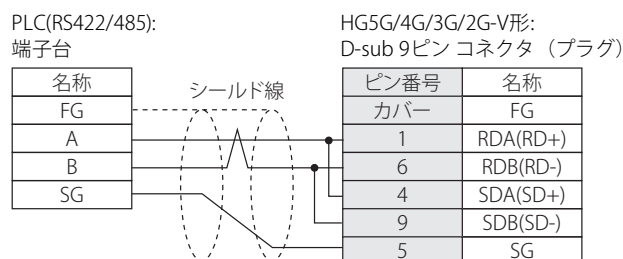 PLC(RS422/485):
端子台
名称
FG
A
B
SG
シールド線
HG5G/4G/3G/2G-V形:
D-sub 9ピン コネクタ（プラグ）
ピン番号 名称
カバー FG
1 RDA(RD+)
6 RDB(RD-)
4 SDA(SD+)
9 SDB(SD-)
5 SG